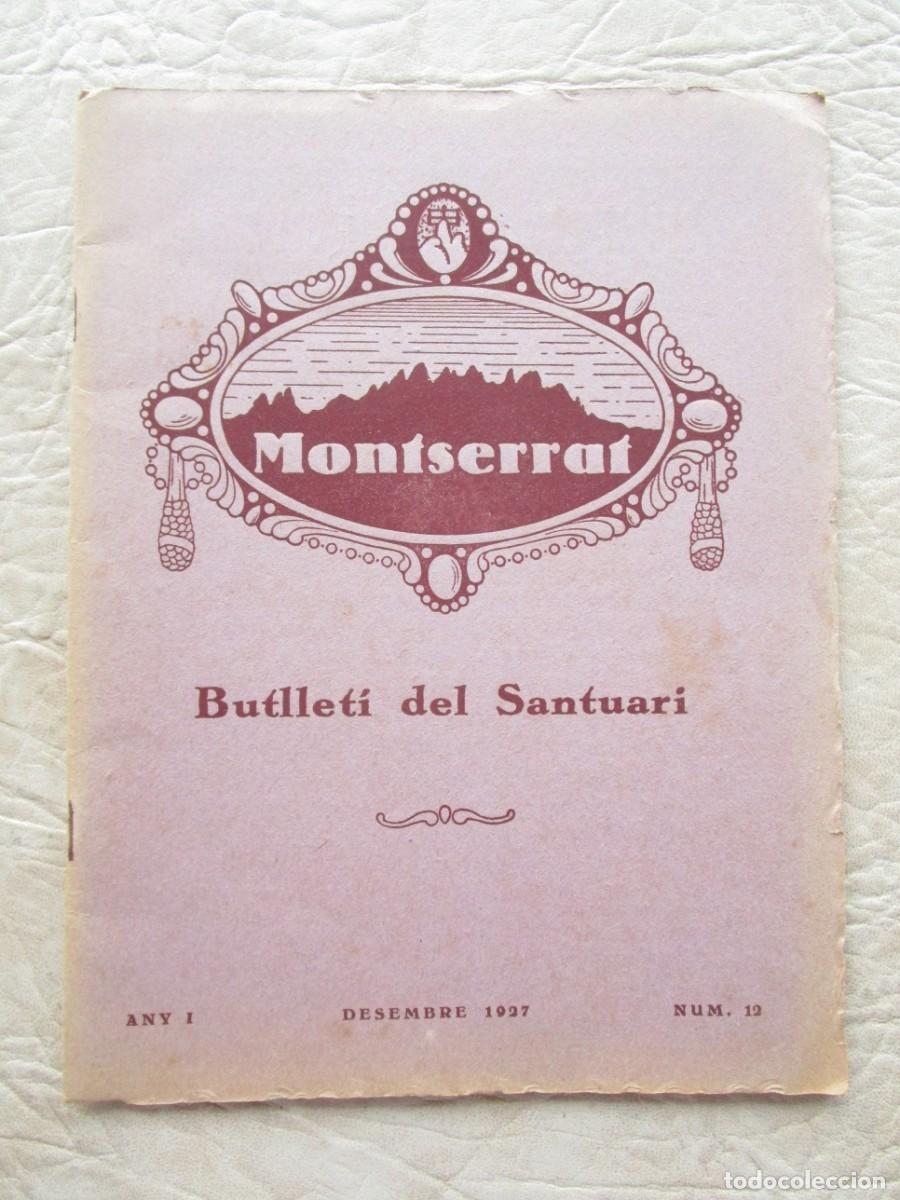 Montserrat
Butlletí del Santuari
ANY I DESEMBRE 1927 NUM. 12
todocoleccion